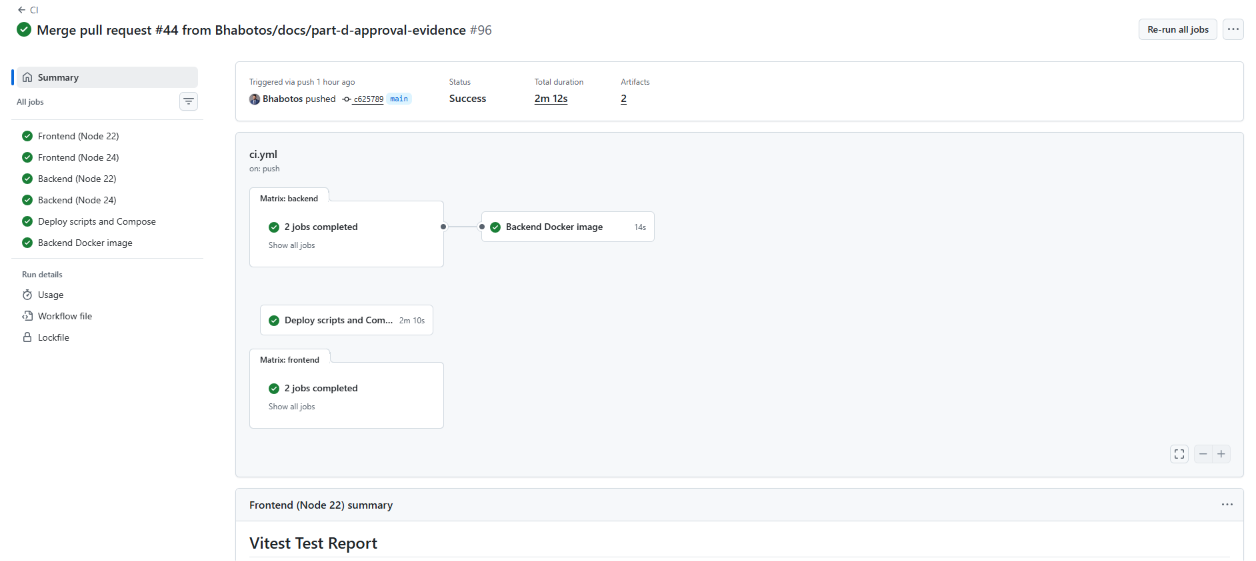 ← CI
Merge pull request #44 from Bhabotos/docs/part-d-approval-evidence #96
Re-run all jobs
Summary
All jobs
Frontend (Node 22)
Frontend (Node 24)
Backend (Node 22)
Backend (Node 24)
Deploy scripts and Compose
Backend Docker image
Run details
Usage
Workflow file
Lockfile
Triggered via push 1 hour ago
Bhabotos pushed c625789 main
Status
Success
Total duration
2m 12s
Artifacts
2
ci.yml
on: push
Matrix: backend
2 jobs completed
Show all jobs
Backend Docker image 14s
Deploy scripts and Com... 2m 10s
Matrix: frontend
2 jobs completed
Show all jobs
Frontend (Node 22) summary
Vitest Test Report